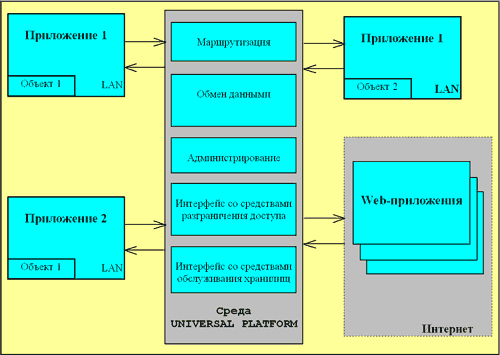 Приложение 1
Объект 1
LAN
Маршрутизация
Обмен данными
Администрирование
Интерфейс со средствами
разграничения доступа
Интерфейс со средствами
обслуживания хранилищ
Среда
UNIVERSAL PLATFORM
Приложение 1
Объект 2
LAN
Приложение 2
Объект 1
LAN
Web-приложения
Интернет